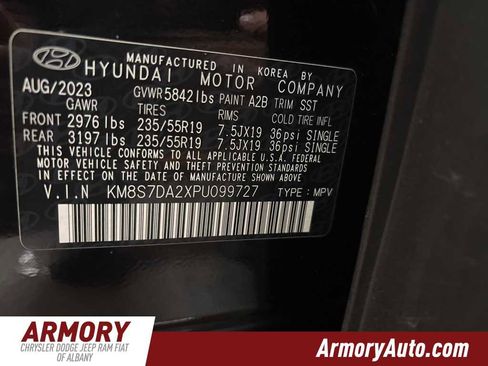 MANUFACTURED IN KOREA BY
HYUNDAI MOTOR COMPANY
AUG/2023 GVWR 5842 lbs PAINT A2B TRIM SST
GAWR TIRES RIMS COLD TIRE INFL
FRONT 2976 lbs 235/55R19 7.5JX19 36psi SINGLE
REAR 3197 lbs 235/55R19 7.5JX19 36psi SINGLE
THIS VEHICLE CONFORMS TO ALL APPLICABLE U.S.A. FEDERAL
MOTOR VEHICLE SAFETY AND THEFT PREVENTION STANDARDS
IN EFFECT ON THE DATE OF MANUFACTURE SHOWN ABOVE.
V.I.N KM8S7DA2XPU099727 TYPE : MPV
ARMORY
CHRYSLER DODGE JEEP RAM FIAT
OF ALBANY
ArmoryAuto.com